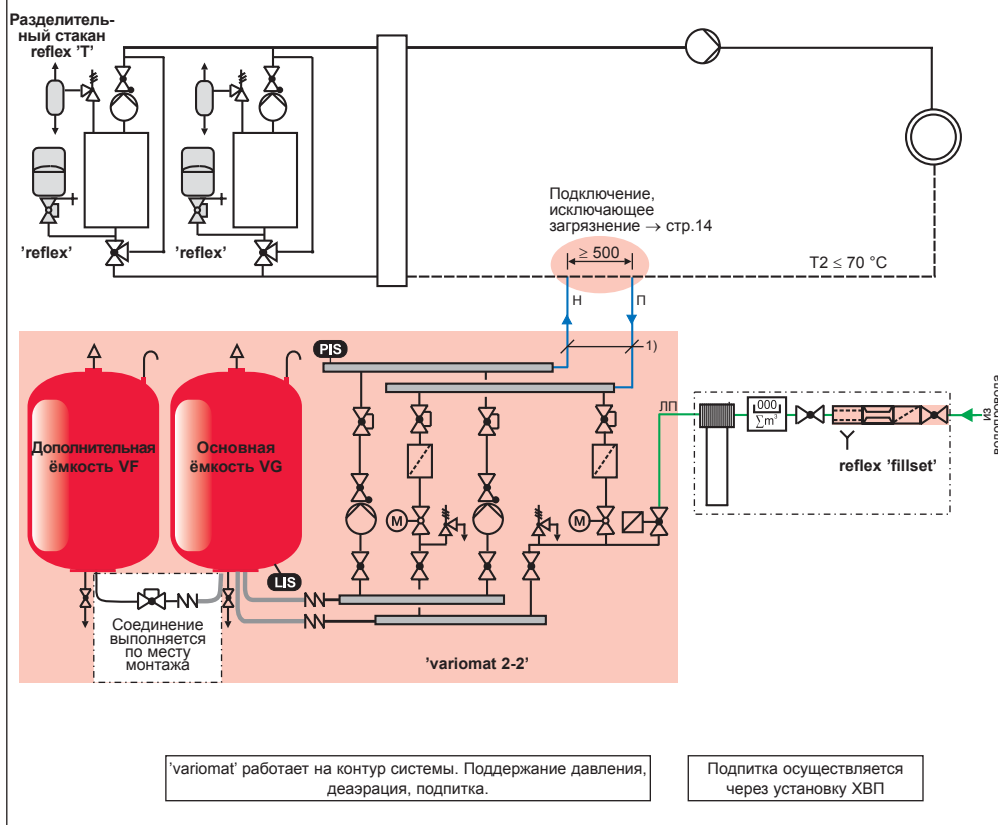 Разделитель-
ный стакан
reflex 'T'
'reflex'
'reflex'
Подключение,
исключающее
загрязнение → стр.14
≥ 500
T2 ≤ 70 °C
Н
П
1)
PIS
ЛП
000
∑m³
из
водопровода
reflex 'fillset'
Дополнительная
ёмкость VF
Основная
ёмкость VG
M
M
LIS
Соединение
выполняется
по месту
монтажа
'variomat 2-2'
'variomat' работает на контур системы. Поддержание давления,
деаэрация, подпитка.
Подпитка осуществляется
через установку ХВП